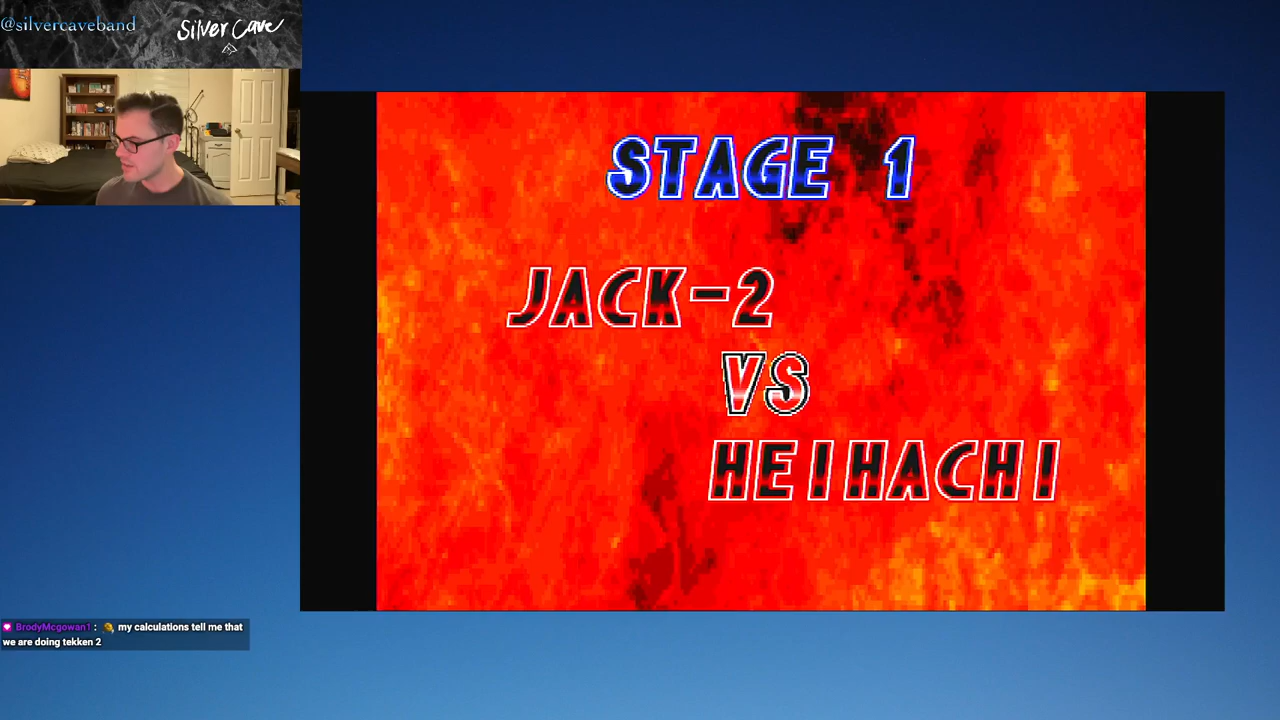 @silvercaveband
Silver Cave
STAGE 1
JACK-2
VS
HEIHACHI
BrodyMcgowan1 : my calculations tell me that
we are doing tekken 2